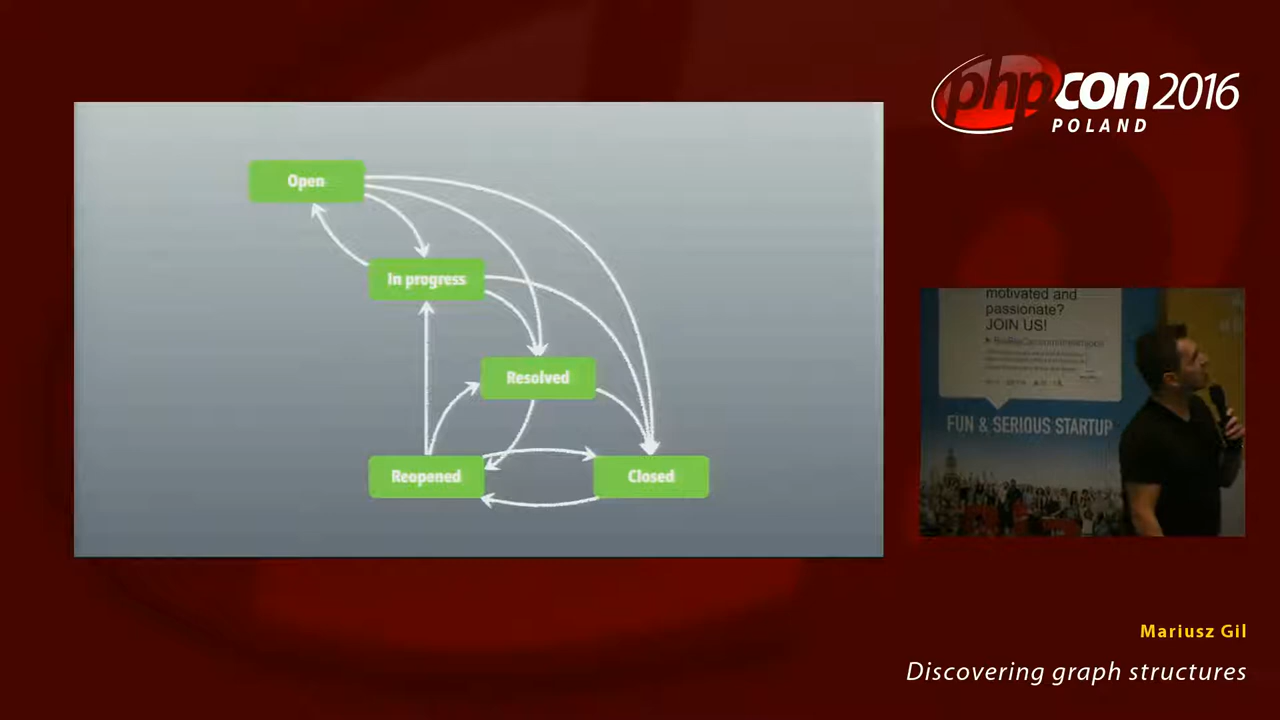 phpcon 2016
POLAND
Open
In progress
Resolved
Reopened
Closed
motivated and
passionate?
JOIN US!
FUN & SERIOUS STARTUP
Mariusz Gil
Discovering graph structures